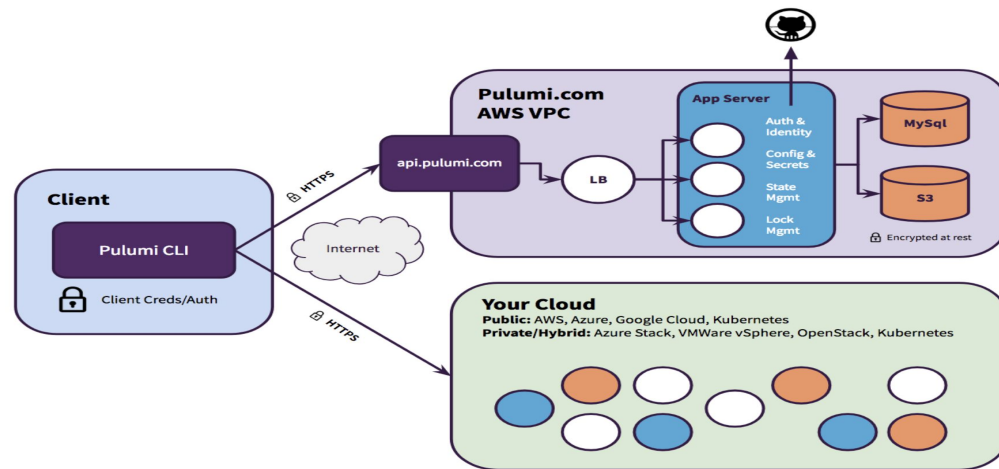 Pulumi.com
AWS VPC
App Server
Auth &
Identity
Config &
Secrets
State
Mgmt
Lock
Mgmt
MySql
S3
Encrypted at rest
api.pulumi.com
LB
HTTPS
Client
Pulumi CLI
Client Creds/Auth
Internet
HTTPS
Your Cloud
Public: AWS, Azure, Google Cloud, Kubernetes
Private/Hybrid: Azure Stack, VMWare vSphere, OpenStack, Kubernetes